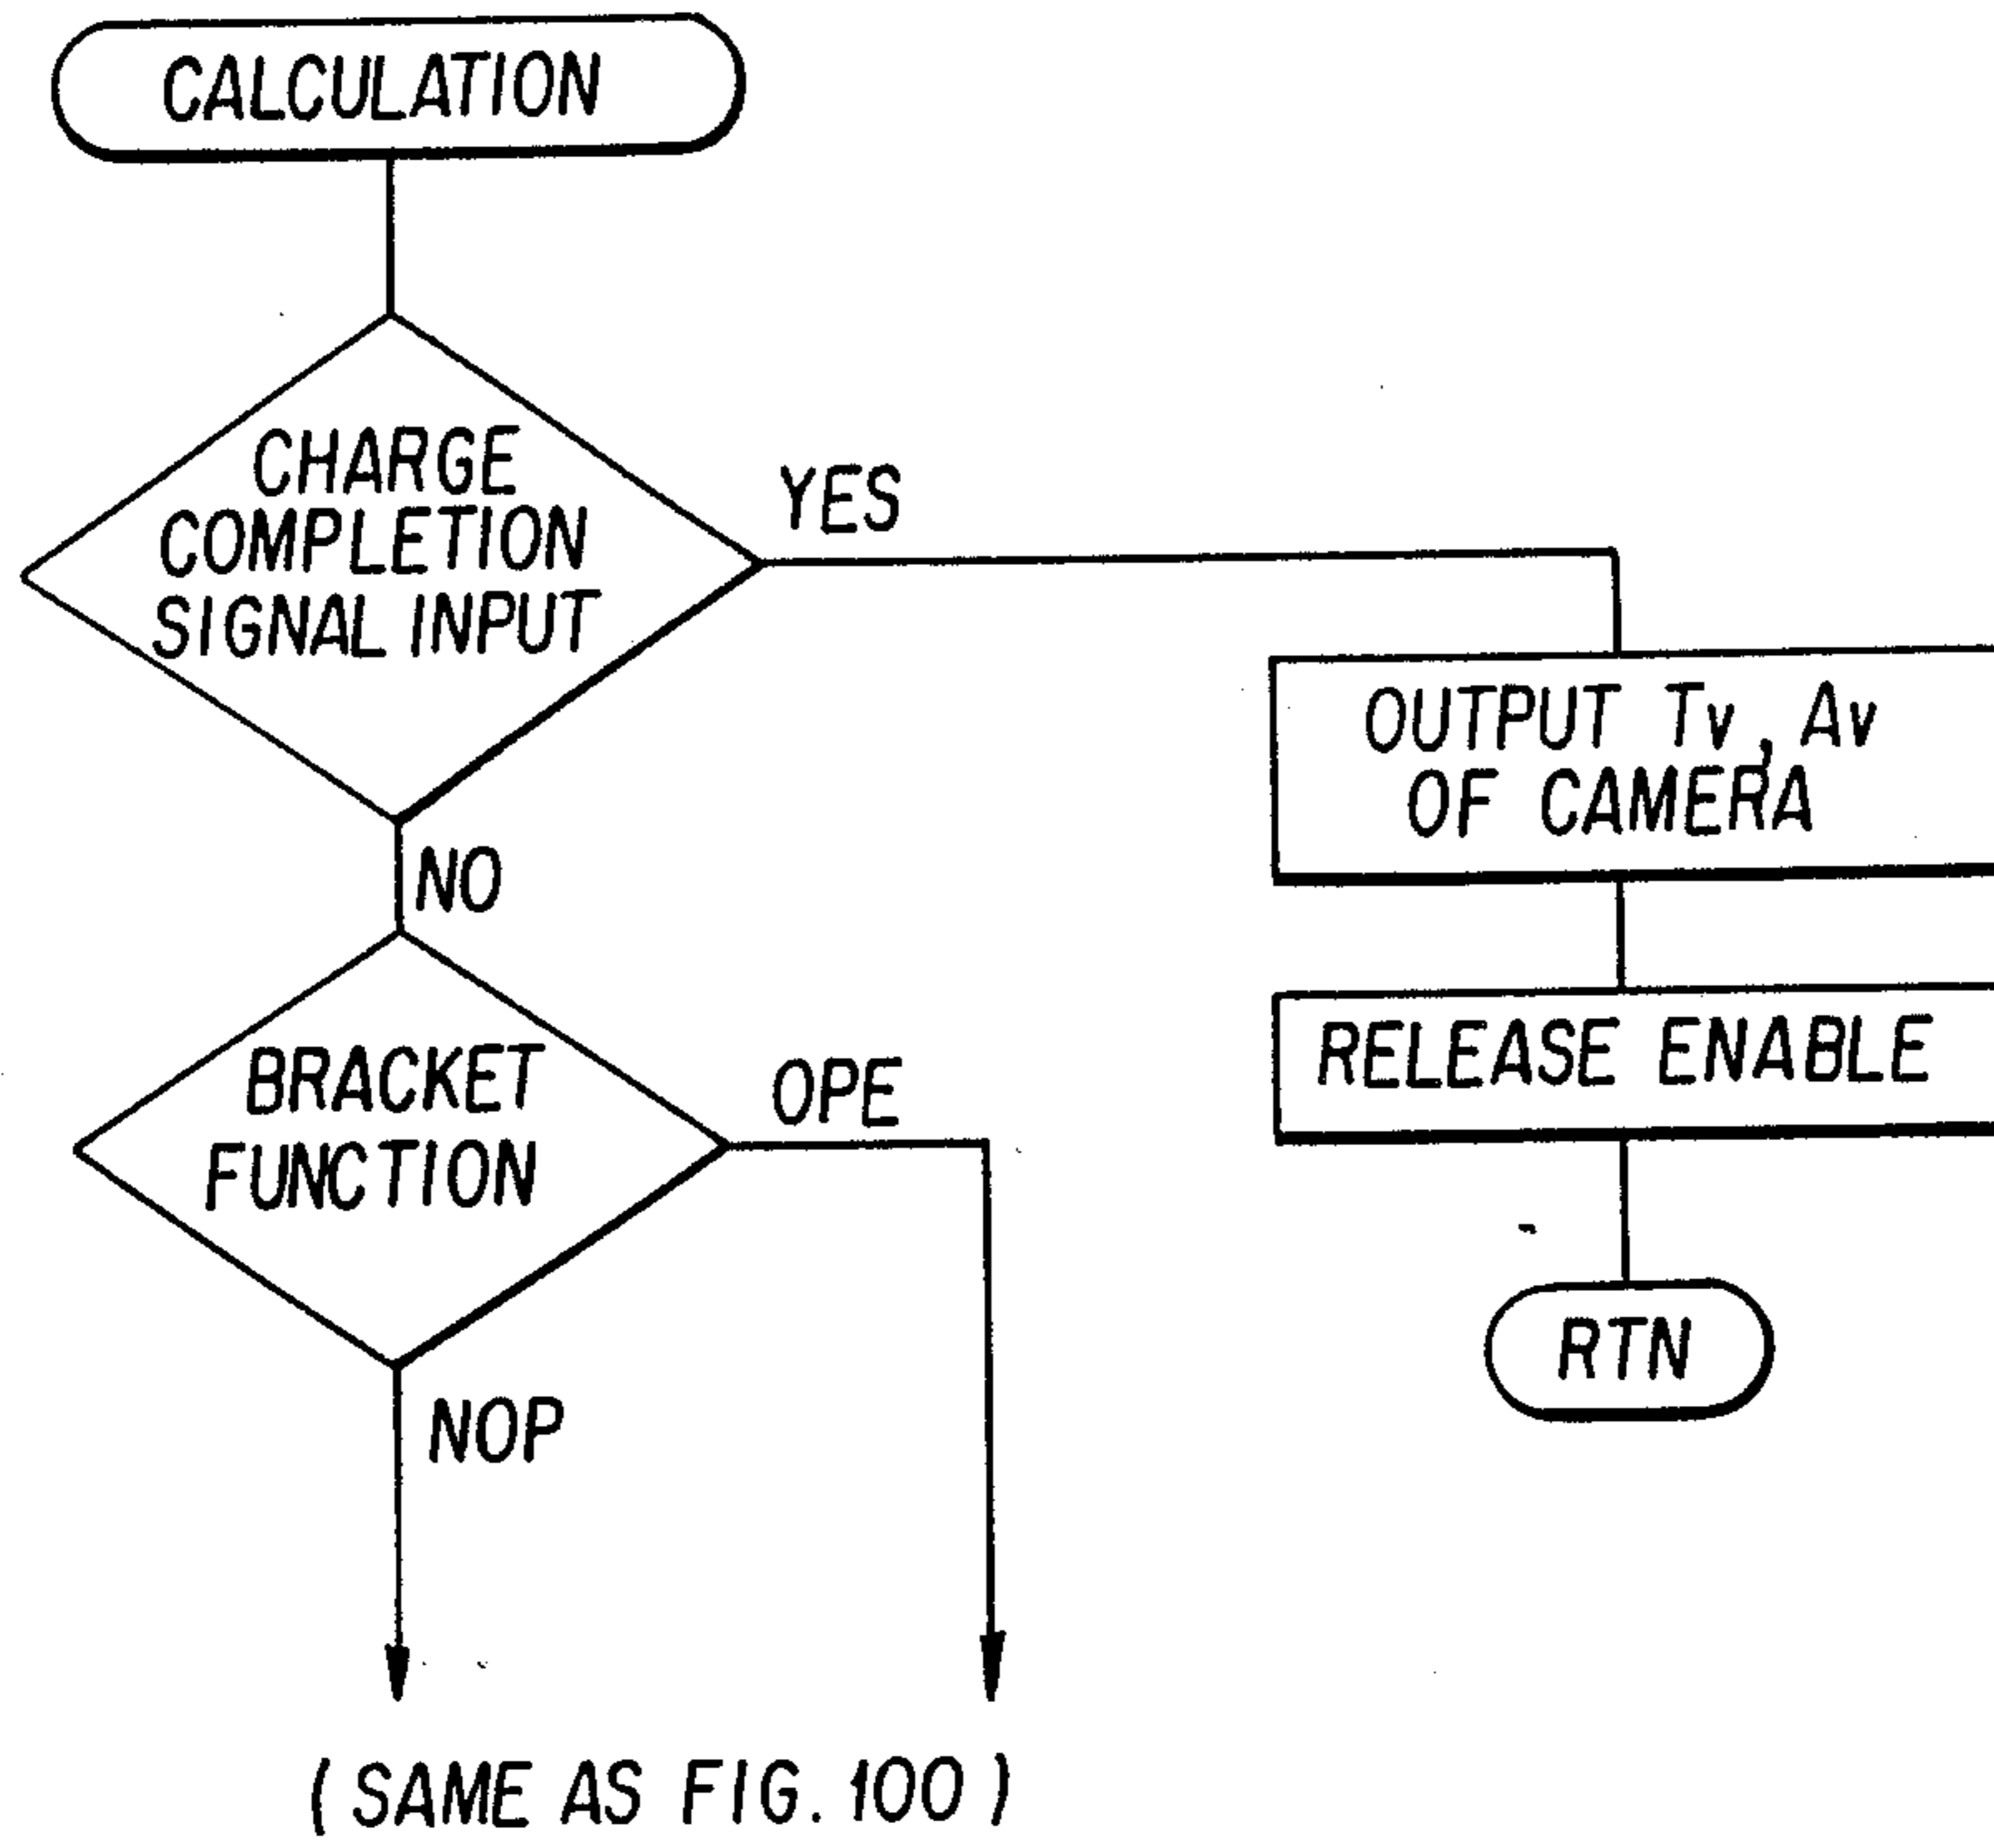 CALCULATION
CHARGE
COMPLETION
SIGNAL INPUT
YES
OUTPUT Tv, Av
OF CAMERA
RELEASE ENABLE
RTN
NO
BRACKET
FUNCTION
OPE
NOP
(SAME AS FIG. 100)